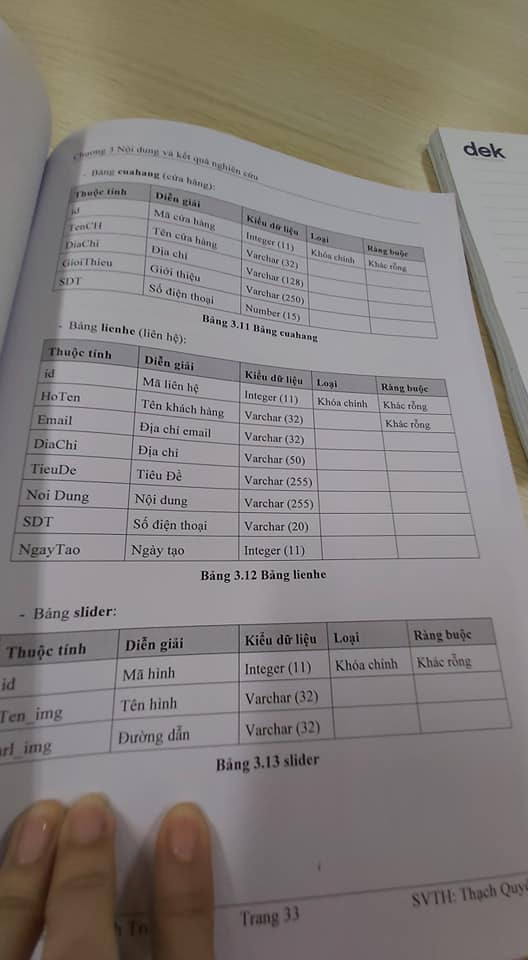 Chương 3 Nội dung và kết quả nghiên cứu
- Bảng cuahang (cửa hàng):
Thuộc tính Diễn giải Kiểu dữ liệu Loại Ràng buộc
id Mã cửa hàng Integer (11) Khóa chính Khác rỗng
TenCH Tên cửa hàng Varchar (32)
DiaChi Địa chỉ Varchar (128)
GioiThieu Giới thiệu Varchar (250)
SDT Số điện thoại Number (15)
Bảng 3.11 Bảng cuahang
- Bảng lienhe (liên hệ):
Thuộc tính Diễn giải Kiểu dữ liệu Loại Ràng buộc
id Mã liên hệ Integer (11) Khóa chính Khác rỗng
HoTen Tên khách hàng Varchar (32) Khác rỗng
Email Địa chỉ email Varchar (32)
DiaChi Địa chỉ Varchar (50)
TieuDe Tiêu Đề Varchar (255)
Noi Dung Nội dung Varchar (255)
SDT Số điện thoại Varchar (20)
NgayTao Ngày tạo Integer (11)
Bảng 3.12 Bảng lienhe
- Bảng slider:
Thuộc tính Diễn giải Kiểu dữ liệu Loại Ràng buộc
id Mã hình Integer (11) Khóa chính Khác rỗng
Ten_img Tên hình Varchar (32)
url_img Đường dẫn Varchar (32)
Bảng 3.13 slider
Trang 33
SVTH: Thạch
dek